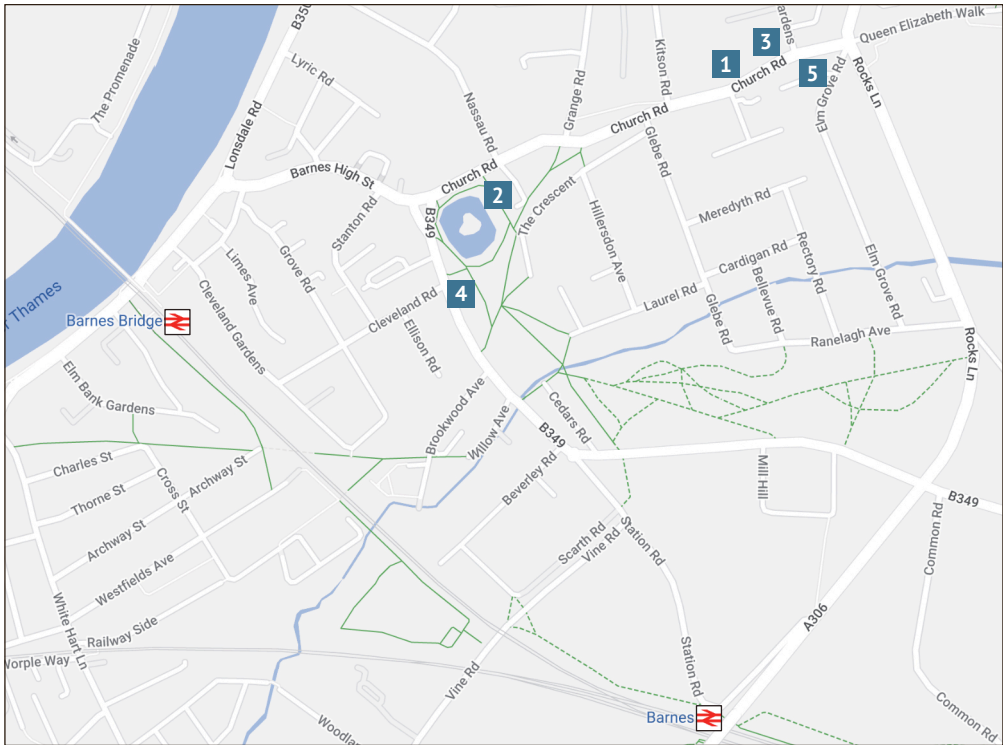 B350
ardens
Queen Elizabeth Walk
The Promenade
Lyric Rd
Kitson Rd
3
1
Church Rd
5
Rocks Ln
Elm Grove Rd
Grange Rd
Nassau Rd
Lonsdale Rd
Church Rd
Glebe Rd
Barnes High St
Church Rd
2
The Crescent
Meredyth Rd
Stanton Rd
B349
Hillersdon Ave
Cardigan Rd
Rectory Rd
Elm Grove Rd
Grove Rd
Limes Ave
Cleveland Gardens
Bellevue Rd
r Thames
Barnes Bridge
Cleveland Rd
4
Laurel Rd
Glebe Rd
Ranelagh Ave
Rocks Ln
Ellison Rd
Elm Bank Gardens
Brookwood Ave
Willow Ave
Cedars Rd
B349
Charles St
Archway St
Beverley Rd
Mill Hill
B349
Thorne St
Cross St
Common Rd
Archway St
Scarth Rd
Vine Rd
Station Rd
Westfields Ave
White Hart Ln
A306
Railway Side
Worple Way
Vine Rd
Station Rd
Barnes
Common Rd
Woodla